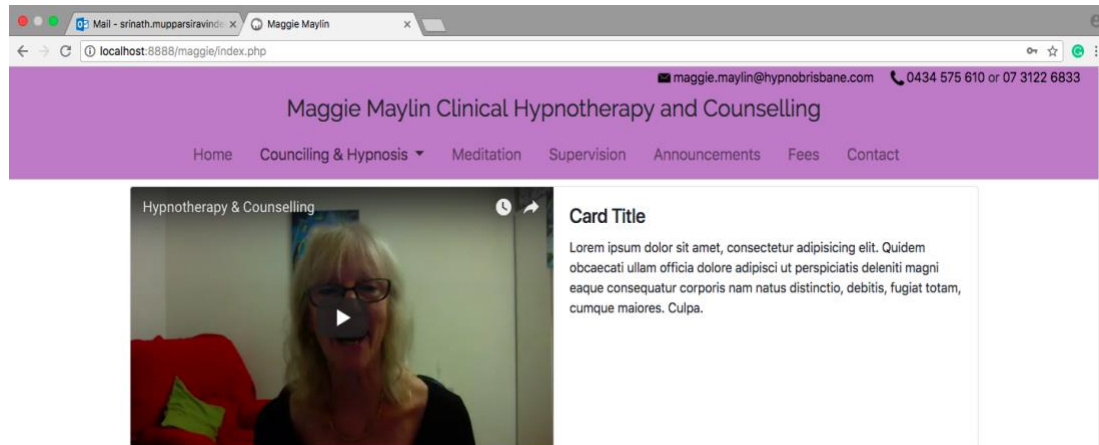 Mail - srinath.mupparsiravinde
Maggie Maylin
localhost:8888/maggie/index.php
maggie.maylin@hypnobrisbane.com 0434 575 610 or 07 3122 6833
Maggie Maylin Clinical Hypnotherapy and Counselling
Home Counciling & Hypnosis Meditation Supervision Announcements Fees Contact
Hypnotherapy & Counselling
Card Title
Lorem ipsum dolor sit amet, consectetur adipisicing elit. Quidem
obcaecati ullam officia dolore adipisci ut perspiciatis deleniti magni
eaque consequatur corporis nam natus distinctio, debitis, fugiat totam,
cumque maiores. Culpa.